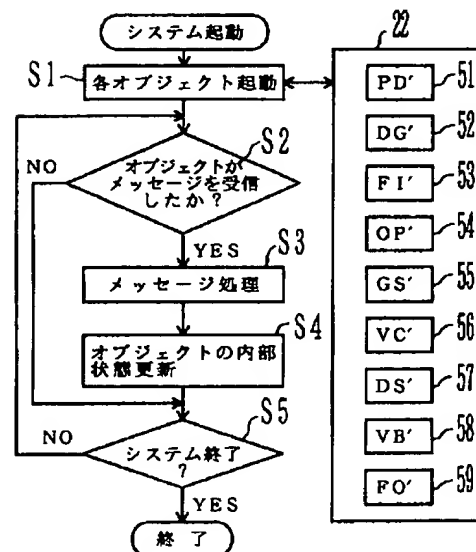 システム起動
S1
各オブジェクト起動
S2
オブジェクトが
メッセージを受信
したか?
NO
YES
S3
メッセージ処理
S4
オブジェクトの内部
状態更新
S5
システム終了
?
NO
YES
終了
22
PD' 51
DG' 52
FI' 53
OP' 54
GS' 55
VC' 56
DS' 57
VB' 58
FO' 59